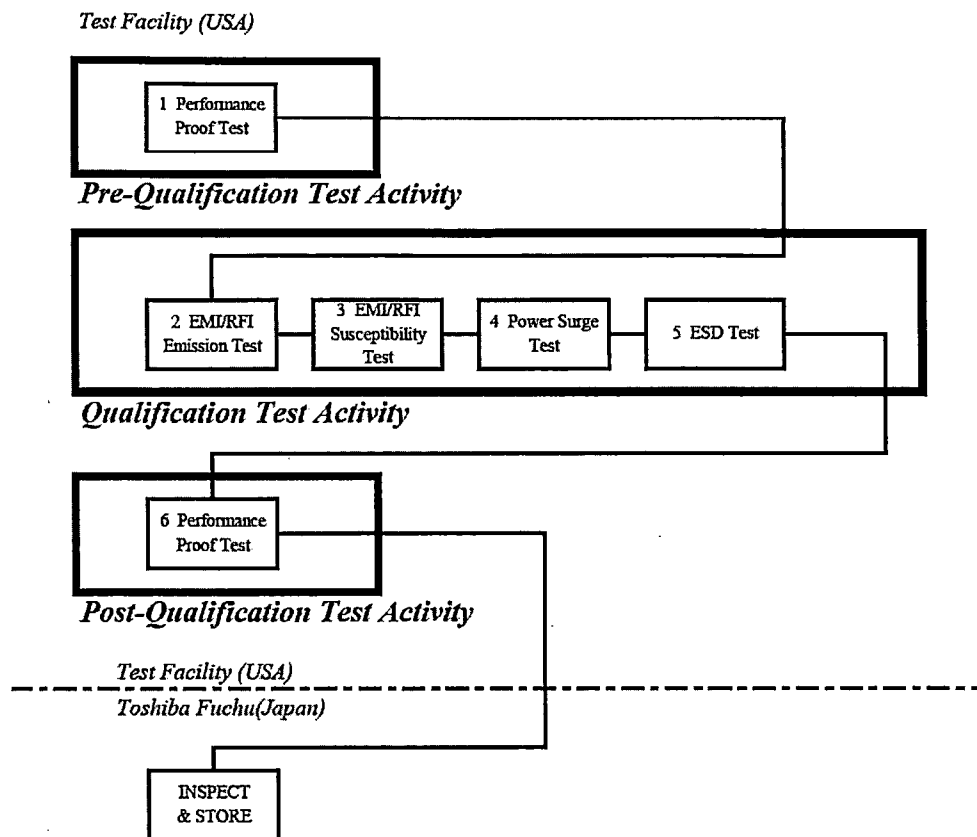 Test Facility (USA)
1 Performance
Proof Test
Pre-Qualification Test Activity
2 EMI/RFI
Emission Test
3 EMI/RFI
Susceptibility
Test
4 Power Surge
Test
5 ESD Test
Qualification Test Activity
6 Performance
Proof Test
Post-Qualification Test Activity
Test Facility (USA)
Toshiba Fuchu(Japan)
INSPECT
& STORE